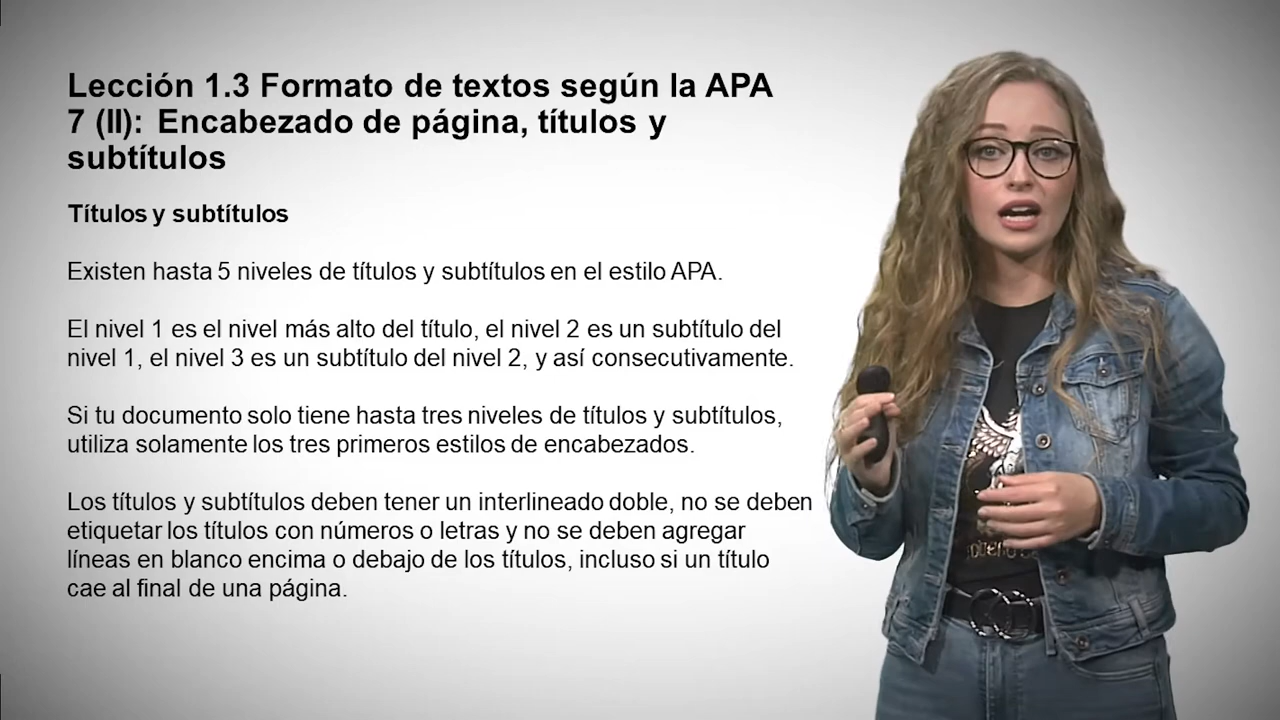 Lección 1.3 Formato de textos según la APA
7 (II): Encabezado de página, títulos y
subtítulos
Títulos y subtítulos
Existen hasta 5 niveles de títulos y subtítulos en el estilo APA.
El nivel 1 es el nivel más alto del título, el nivel 2 es un subtítulo del
nivel 1, el nivel 3 es un subtítulo del nivel 2, y así consecutivamente.
Si tu documento solo tiene hasta tres niveles de títulos y subtítulos,
utiliza solamente los tres primeros estilos de encabezados.
Los títulos y subtítulos deben tener un interlineado doble, no se deben
etiquetar los títulos con números o letras y no se deben agregar
líneas en blanco encima o debajo de los títulos, incluso si un título
cae al final de una página.